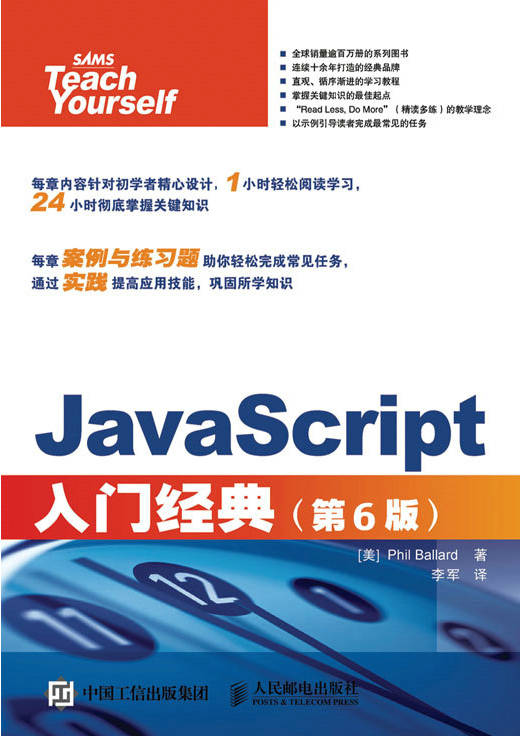 SAMS
Teach
Yourself
■ 全球销量逾百万册的系列图书
■ 连续十余年打造的经典品牌
■ 直观、循序渐进的学习教程
■ 掌握关键知识的最佳起点
■ “Read Less, Do More”（精读多练）的教学理念
■ 以示例引导读者完成最常见的任务
每章内容针对初学者精心设计，1小时轻松阅读学习，
24小时彻底掌握关键知识
每章 案例与练习题 助你轻松完成常见任务，
通过 实践 提高应用技能，巩固所学知识
JavaScript
入门经典（第6版）
[美] Phil Ballard 著
李军 译
12
11
10
中国工信出版集团
人民邮电出版社
POSTS & TELECOM PRESS